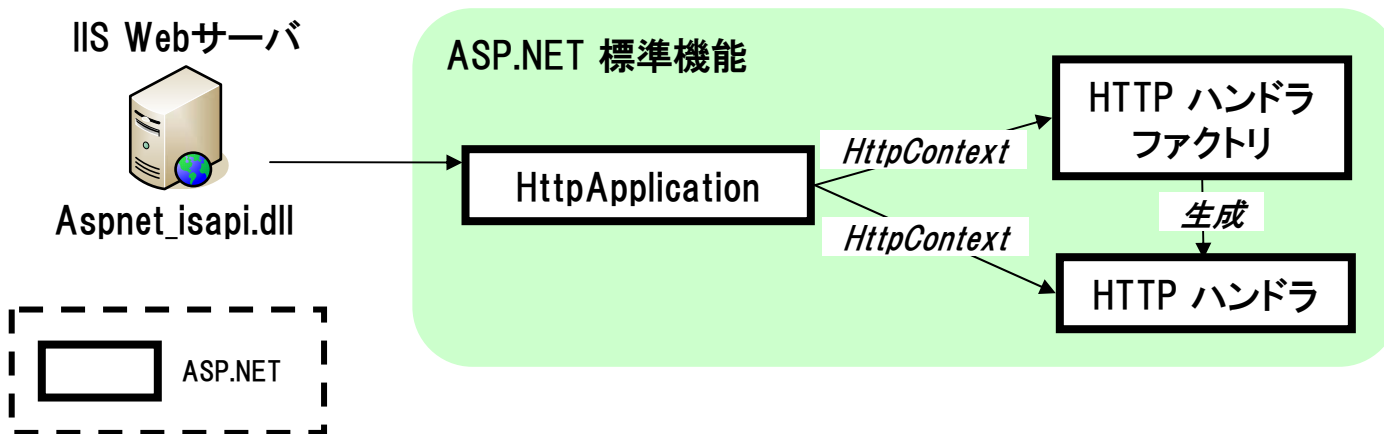 IIS Webサーバ
Aspnet_isapi.dll
ASP.NET 標準機能
HttpApplication
HttpContext
HttpContext
HTTP ハンドラ
ファクトリ
生成
HTTP ハンドラ
ASP.NET